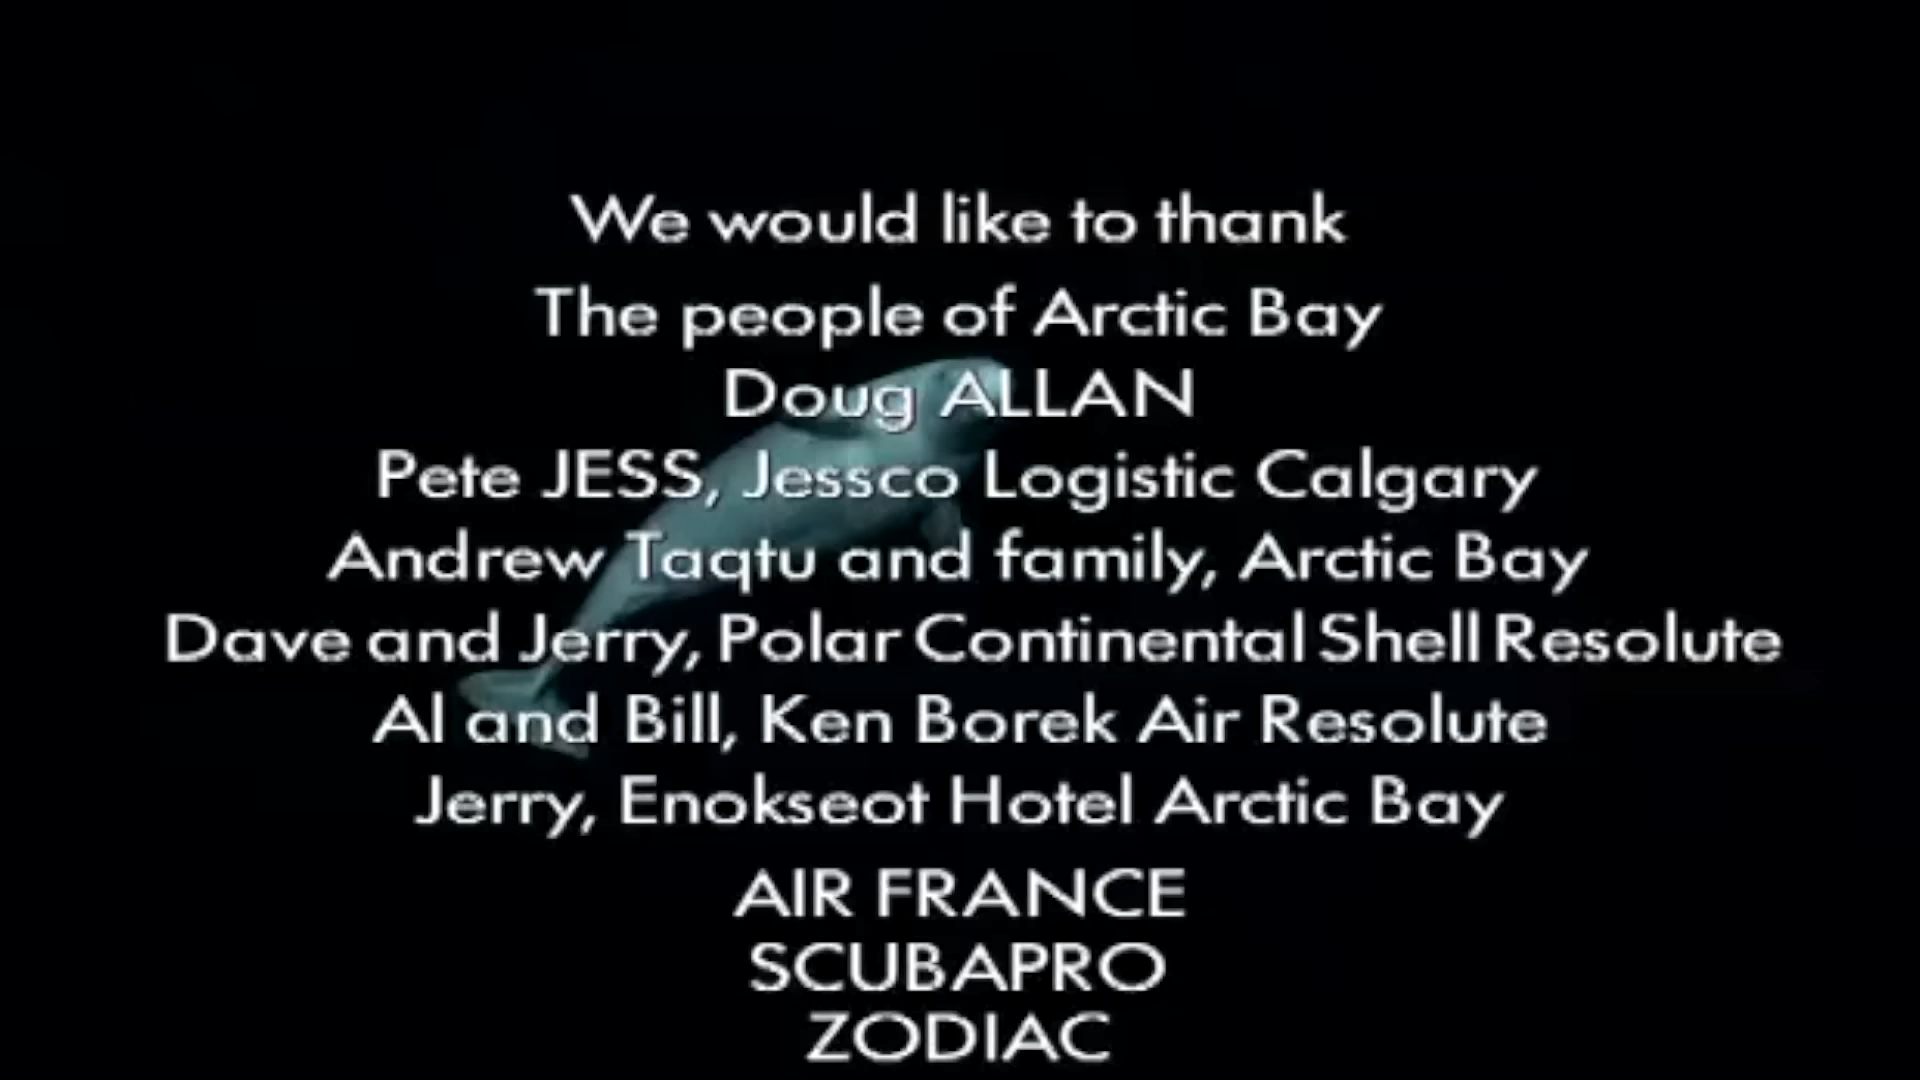 We would like to thank
The people of Arctic Bay
Doug ALLAN
Pete JESS, Jessco Logistic Calgary
Andrew Taqtu and family, Arctic Bay
Dave and Jerry, Polar Continental Shell Resolute
Al and Bill, Ken Borek Air Resolute
Jerry, Enokseot Hotel Arctic Bay
AIR FRANCE
SCUBAPRO
ZODIAC